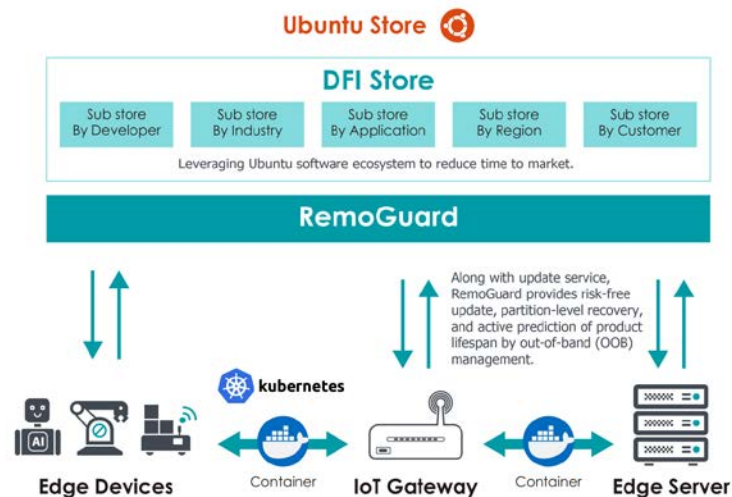 Ubuntu Store
DFI Store
Sub store
By Developer
Sub store
By Industry
Sub store
By Application
Sub store
By Region
Sub store
By Customer
Leveraging Ubuntu software ecosystem to reduce time to market.
RemoGuard
Along with update service,
RemoGuard provides risk-free
update, partition-level recovery,
and active prediction of product
lifespan by out-of-band (OOB)
management.
kubernetes
AI
Container
Container
Edge Devices
IoT Gateway
Edge Server